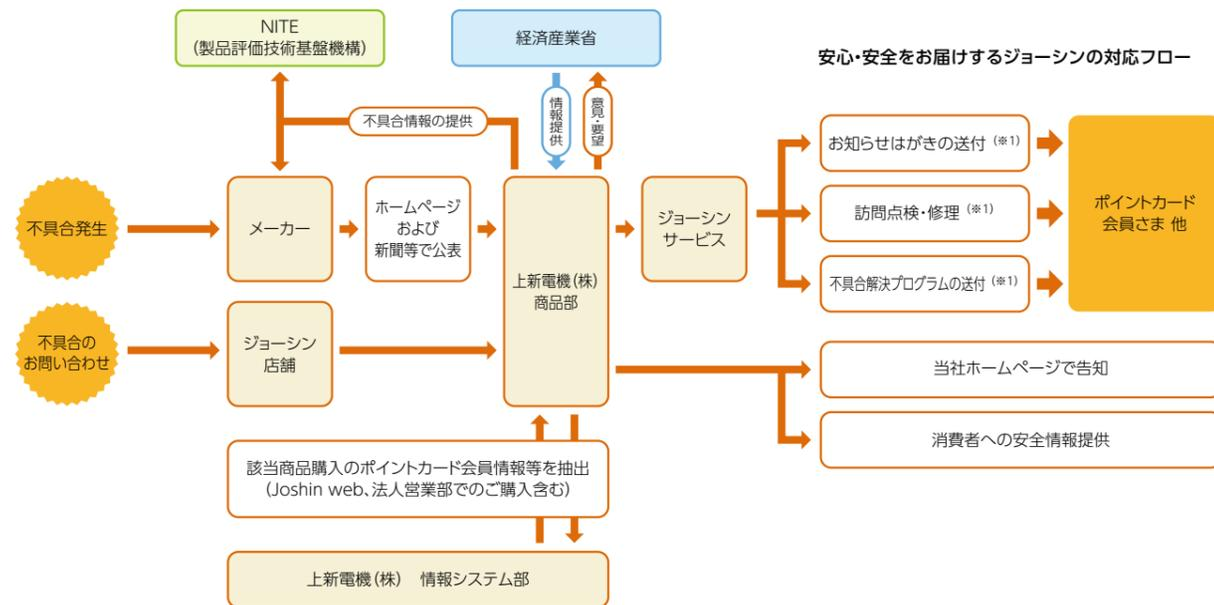 NITE
(製品評価技術基盤機構)
経済産業省
安心・安全をお届けするジョーシンの対応フロー
不具合情報の提供
情報提供
意見・要望
不具合発生
メーカー
ホームページ
および
新聞等で公表
上新電機(株)
商品部
ジョーシン
サービス
お知らせはがきの送付 (※1)
訪問点検・修理 (※1)
不具合解決プログラムの送付 (※1)
ポイントカード
会員さま 他
不具合の
お問い合わせ
ジョーシン
店舗
当社ホームページで告知
消費者への安全情報提供
該当商品購入のポイントカード会員情報等を抽出
(Joshin web、法人営業部でのご購入含む)
上新電機(株) 情報システム部